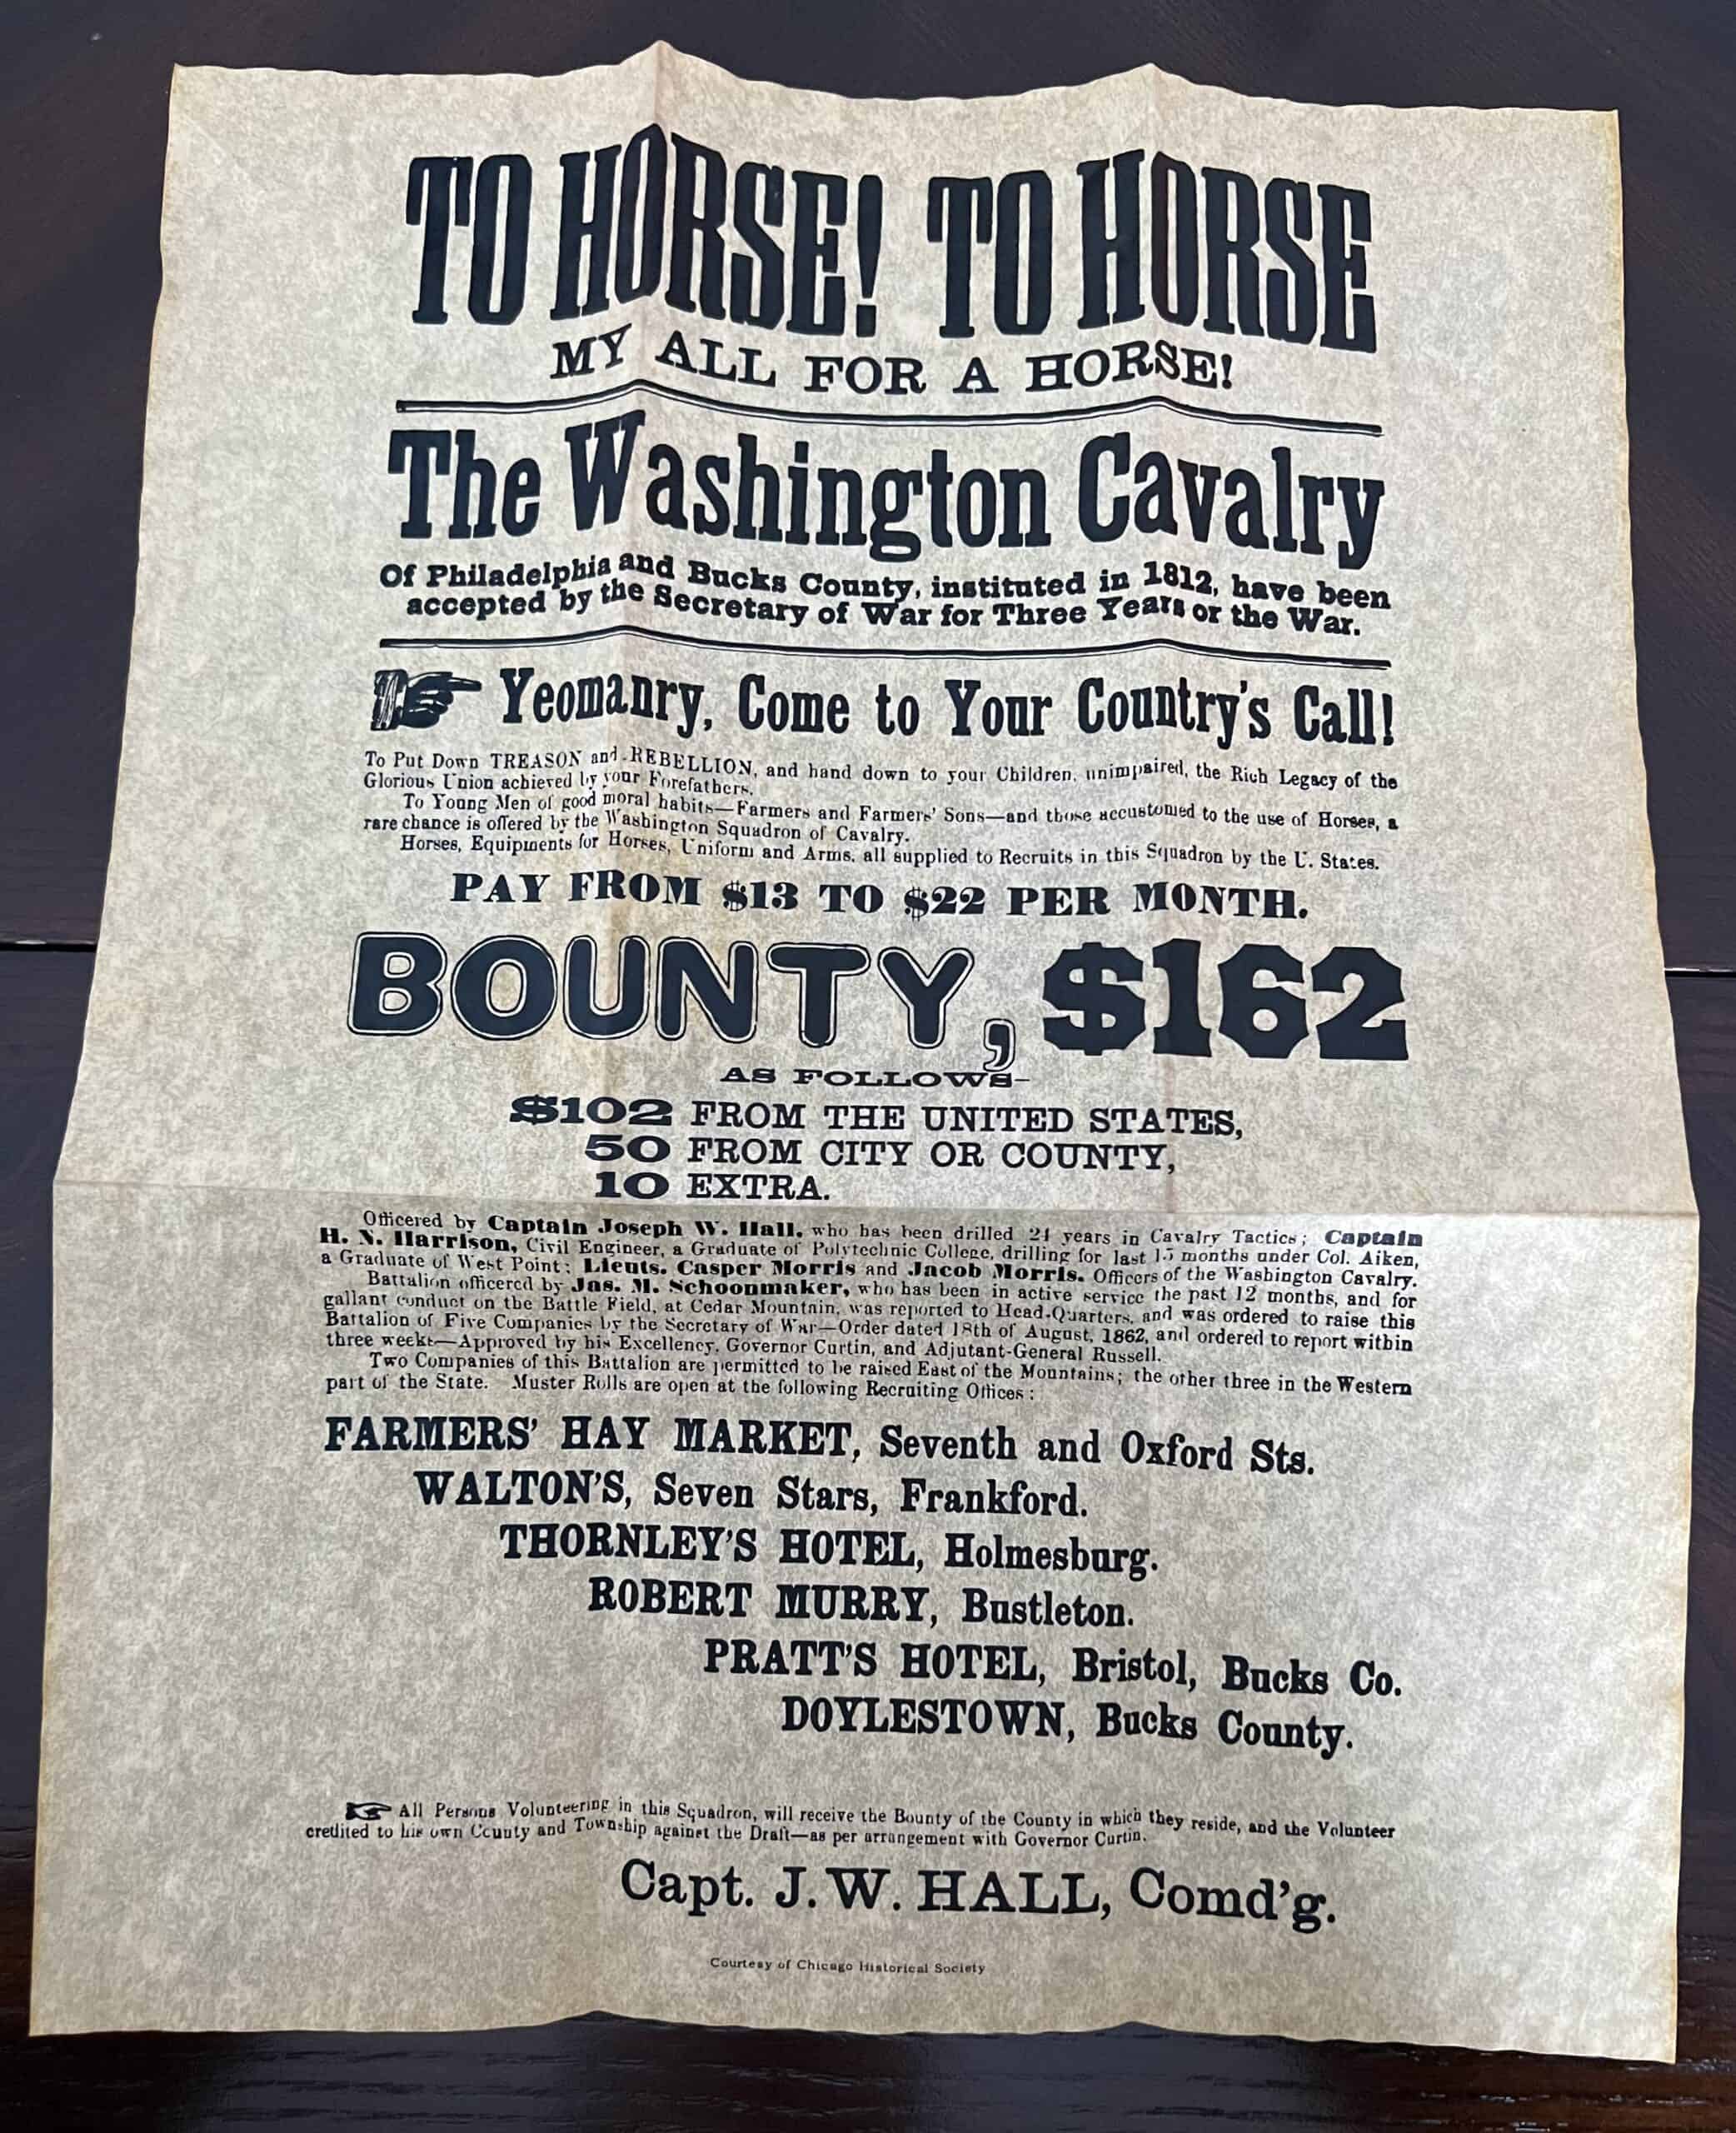 TO HORSE! TO HORSE
MY ALL FOR A HORSE!
The Washington Cavalry
Of Philadelphia and Bucks County, instituted in 1812, have been
accepted by the Secretary of War for Three Years or the War.
Yeomanry, Come to Your Country's Call!
To Put Down TREASON and REBELLION, and hand down to your Children, unimpaired, the Rich Legacy of the
Glorious Union achieved by your Forefathers.
To Young Men of good moral habits—Farmers and Farmers' Sons—and those accustomed to the use of Horses, a
rare chance is offered by the Washington Squadron of Cavalry.
Horses, Equipments for Horses, Uniform and Arms, all supplied to Recruits in this Squadron by the U. States.
PAY FROM $13 TO $22 PER MONTH.
BOUNTY, $162
AS FOLLOWS-
$102 FROM THE UNITED STATES,
50 FROM CITY OR COUNTY,
10 EXTRA.
Officered by Captain Joseph W. Hall, who has been drilled years in Cavalry Tactics; Captain
H. N. Harrison, Civil Engineer, a Graduate of Polytechnic College, drilling for last 15 months under Col. Aiken,
a Graduate of West Point; Lieuts. Casper Morris and Jacob Morris, Officers of the Washington Cavalry.
Battalion officered by Jas. M. Schoonmaker, who has been in active service the past 12 months, and for
gallant conduct on the Battle Field, at Cedar Mountain, was reported to Head-Quarters, and was ordered to raise this
Battalion of Five Companies by the Secretary of War—Order dated 18th of August, 1862, and ordered to report within
three weeks—Approved by his Excellency, Governor Curtin, and Adjutant-General Russell.
Two Companies of this Battalion are permitted to be raised East of the Mountains; the other three in the Western
part of the State. Muster Rolls are open at the following Recruiting Offices:
FARMERS' HAY MARKET, Seventh and Oxford Sts.
WALTON'S, Seven Stars, Frankford.
THORNLEY'S HOTEL, Holmesburg.
ROBERT MURRY, Bustleton.
PRATT'S HOTEL, Bristol, Bucks Co.
DOYLESTOWN, Bucks County.
All Persons Volunteering in this Squadron, will receive the Bounty of the County in which they reside, and the Volunteer
credited to his own County and Township against the Draft—as per arrangement with Governor Curtin.
Capt. J. W. HALL, Comd'g.
Courtesy of Chicago Historical Society